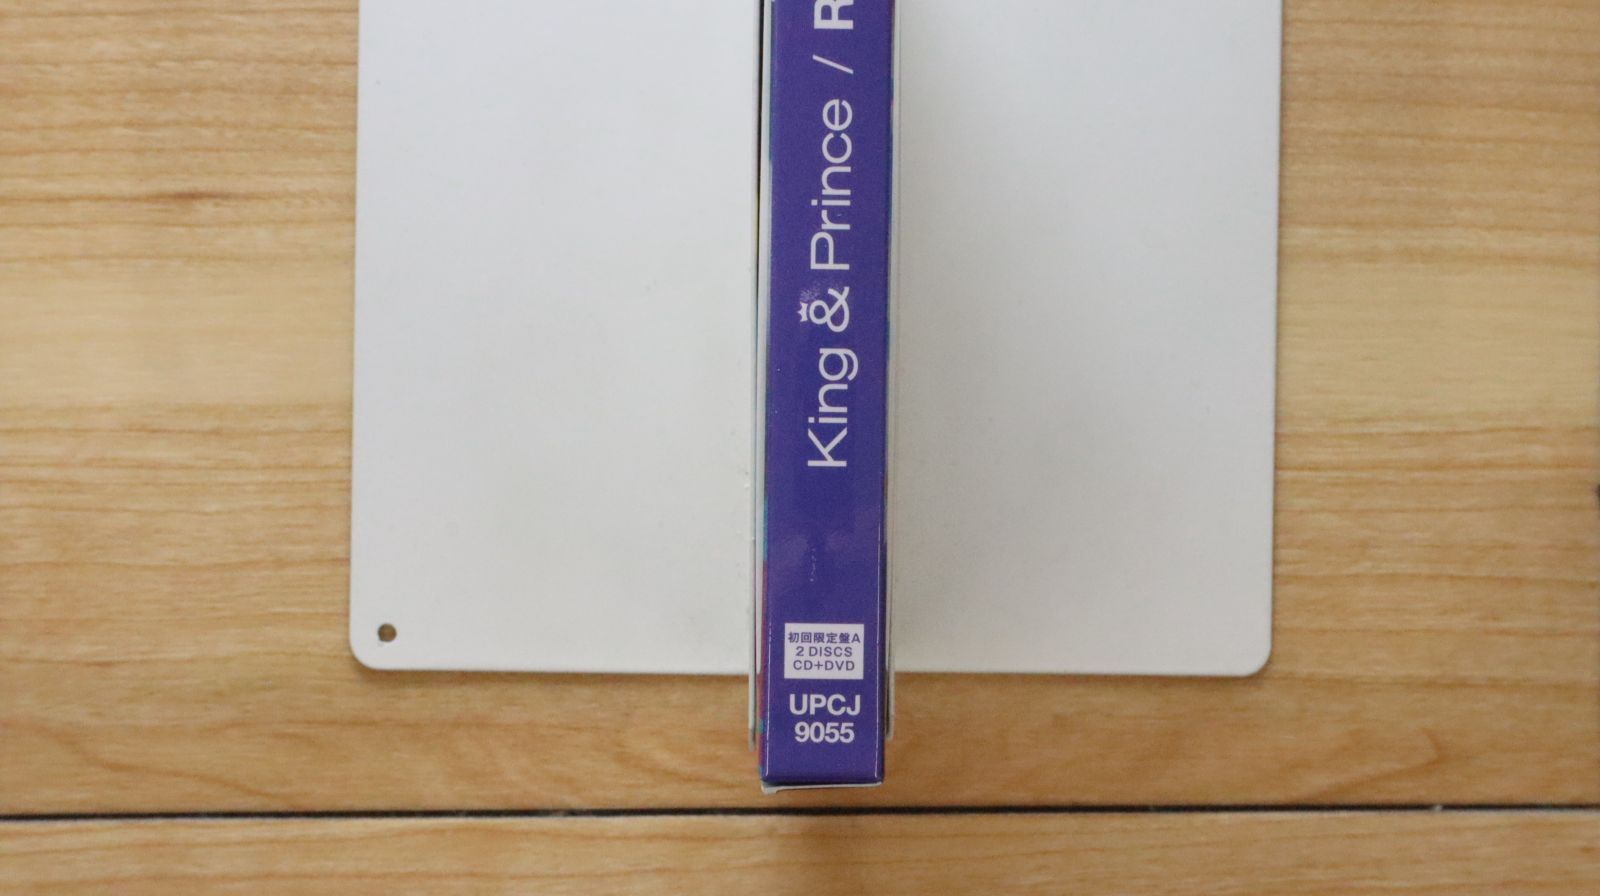 King & Prince / R
初回限定盤A
2 DISCS
CD+DVD
UPCJ
9055